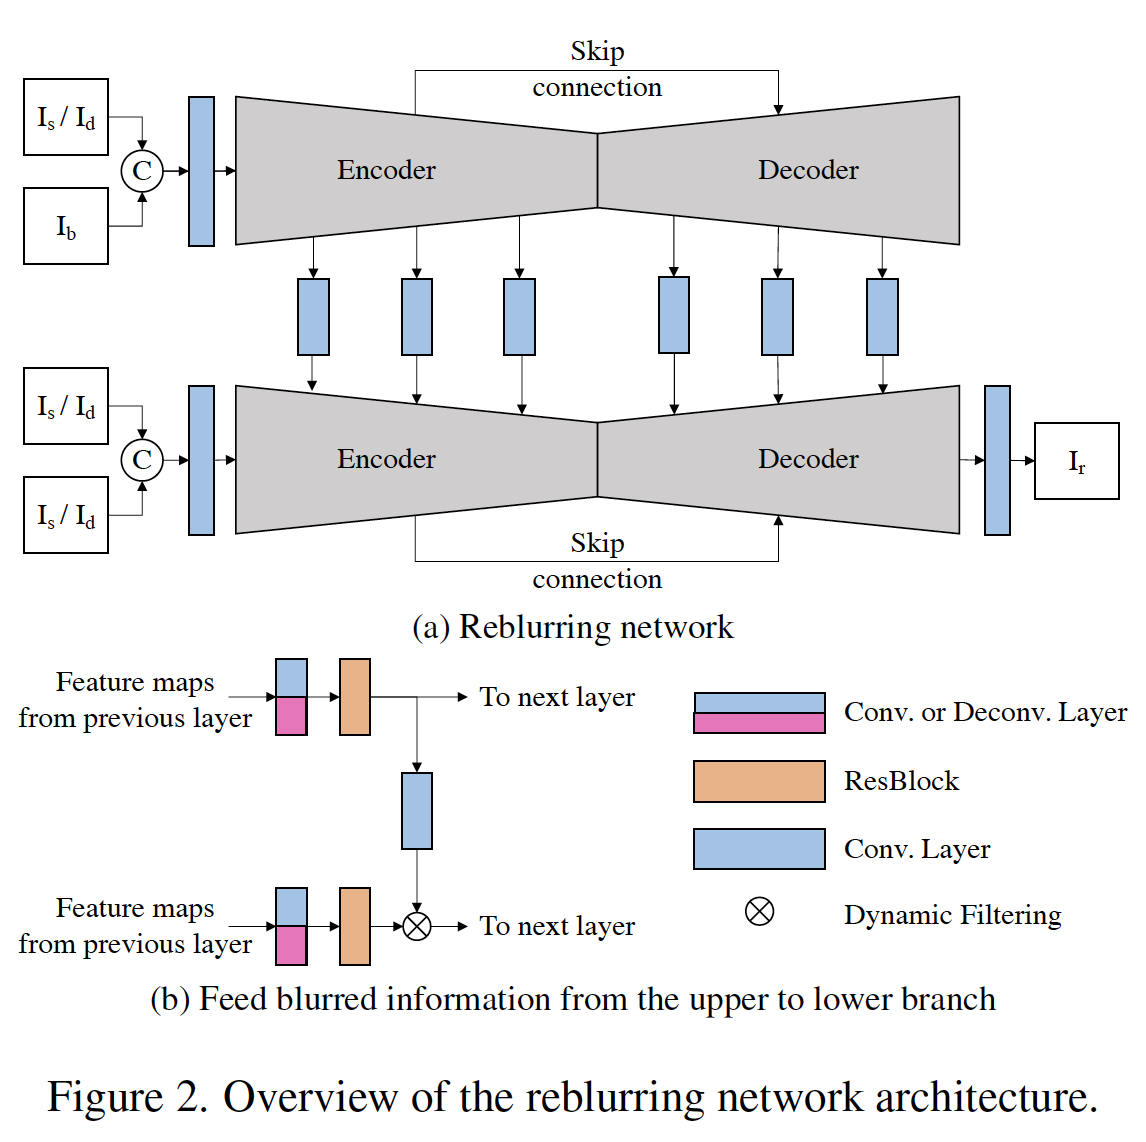 Skip
connection
I_s / I_d
C
I_b
Encoder
Decoder
I_s / I_d
C
I_s / I_d
Encoder
Decoder
I_r
Skip
connection
(a) Reblurring network
Feature maps
from previous layer
To next layer
Feature maps
from previous layer
To next layer
Conv. or Deconv. Layer
ResBlock
Conv. Layer
Dynamic Filtering
(b) Feed blurred information from the upper to lower branch
Figure 2. Overview of the reblurring network architecture.